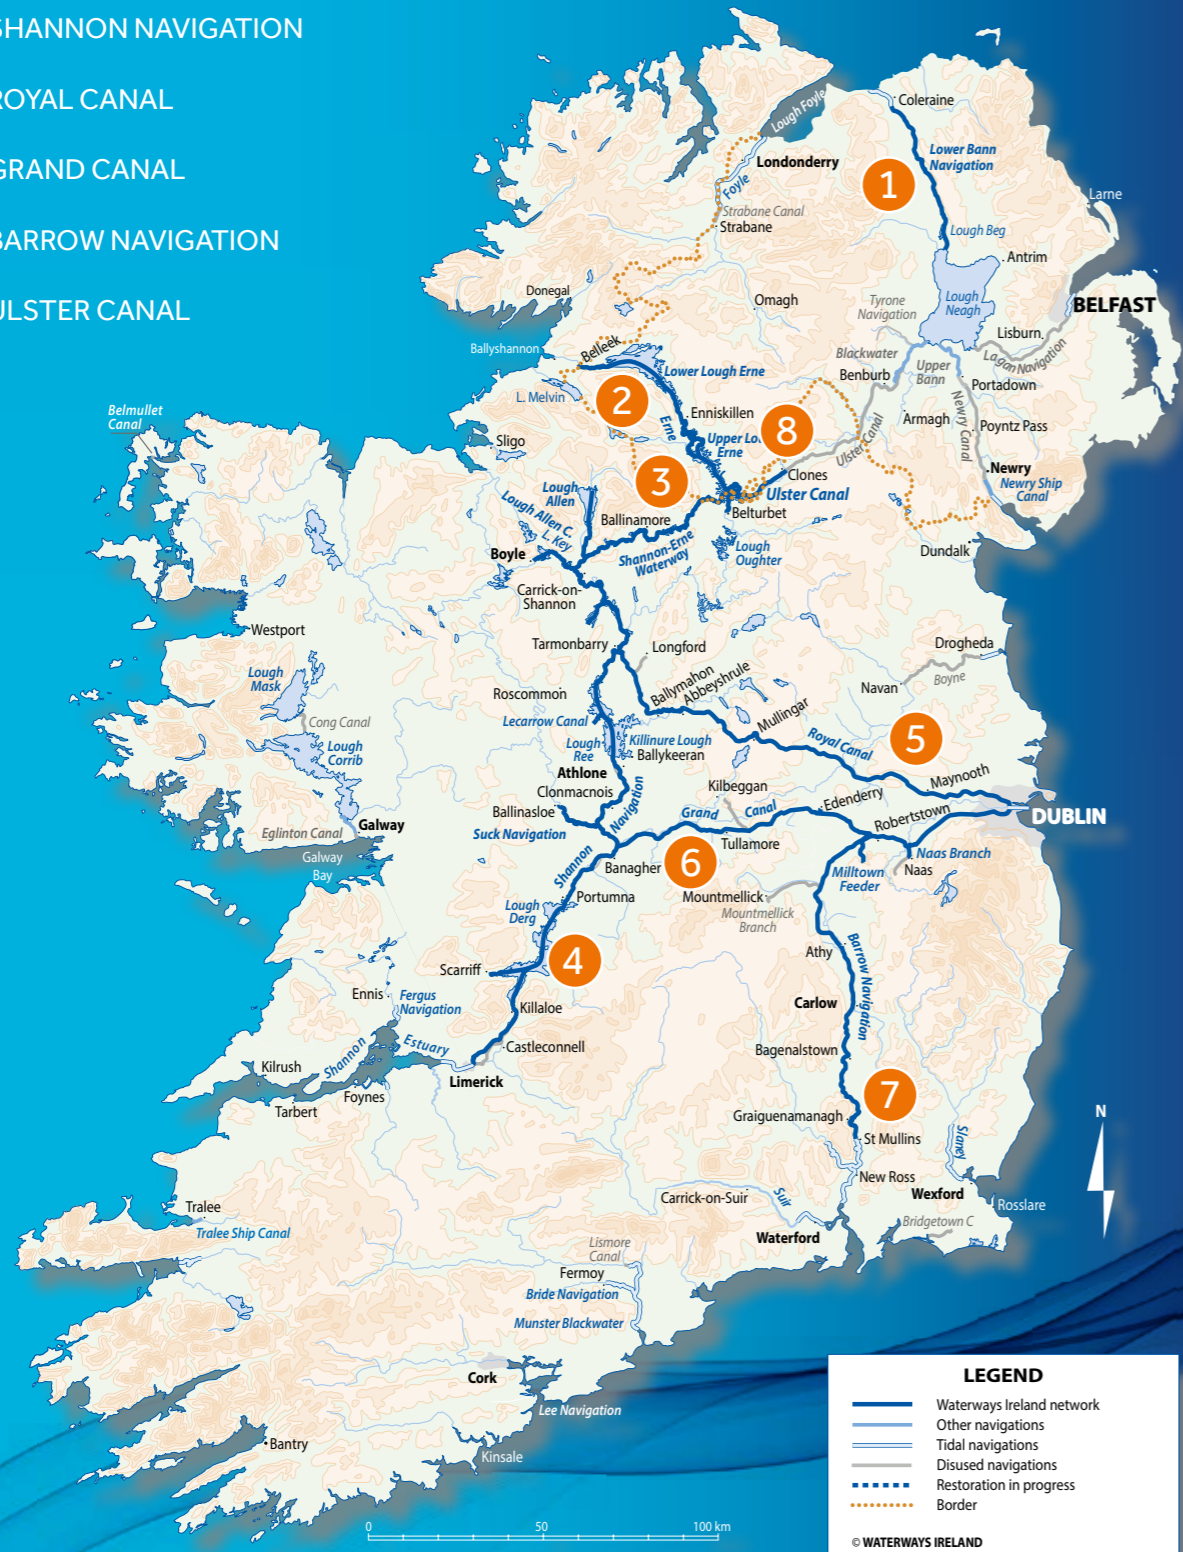 SHANNON NAVIGATION
ROYAL CANAL
GRAND CANAL
BARROW NAVIGATION
ULSTER CANAL
Coleraine
Lough Foyle
Lower Bann
Navigation
Londonderry
1
Foyle
Larne
Strabane Canal
Strabane
Lough Beg
Antrim
Donegal
Omagh
Tyrone
Navigation
Lough
Neagh
BELFAST
Lisburn
Ballyshannon
Belleek
Lagan Navigation
Blackwater
Benburb
Upper
Bann
Lower Lough Erne
Portadown
L. Melvin
2
Enniskillen
Erne
Newry Canal
Belmullet
Canal
Armagh
Poyntz Pass
8
Upper Lo
Erne
Ulster Canal
Sligo
3
Clones
Newry
Newry Ship
Canal
Ulster Canal
Lough
Allen
Lough Allen C.
L. Key
Belturbet
Ballinamore
Boyle
Shannon-Erne
Waterway
Lough
Oughter
Dundalk
Carrick-on-
Shannon
Westport
Tarmonbarry
Longford
Drogheda
Boyne
Navan
Lough
Mask
Ballymahon
Abbeyshrule
Roscommon
Mullingar
Cong Canal
Lecarrow Canal
Lough
Ree
Killinure Lough
Ballykeeran
Royal Canal
5
Lough
Corrib
Athlone
Clonmacnois
Maynooth
Kilbeggan
Edenderry
Ballinasloe
Navigation
Grand
Canal
Robertstown
DUBLIN
Galway
Eglinton Canal
Suck Navigation
Tullamore
Naas Branch
Naas
Galway
Bay
Shannon
Banagher
6
Milltown
Feeder
Portumna
Mountmellick
Mountmellick
Branch
Lough
Derg
Athy
Barrow Navigation
Scarriff
4
Ennis
Fergus
Navigation
Carlow
Killaloe
Shannon
Estuary
Castleconnell
Bagenalstown
Kilrush
Limerick
7
Foynes
Tarbert
Graiguenamanagh
N
St Mullins
Slaney
New Ross
Carrick-on-Suir
Suir
Wexford
Rosslare
Tralee
Waterford
Bridgetown C
Tralee Ship Canal
Lismore
Canal
Fermoy
Bride Navigation
Munster Blackwater
Cork
Lee Navigation
Bantry
Kinsale
0 50 100 km
LEGEND
Waterways Ireland network
Other navigations
Tidal navigations
Disused navigations
Restoration in progress
Border
© WATERWAYS IRELAND